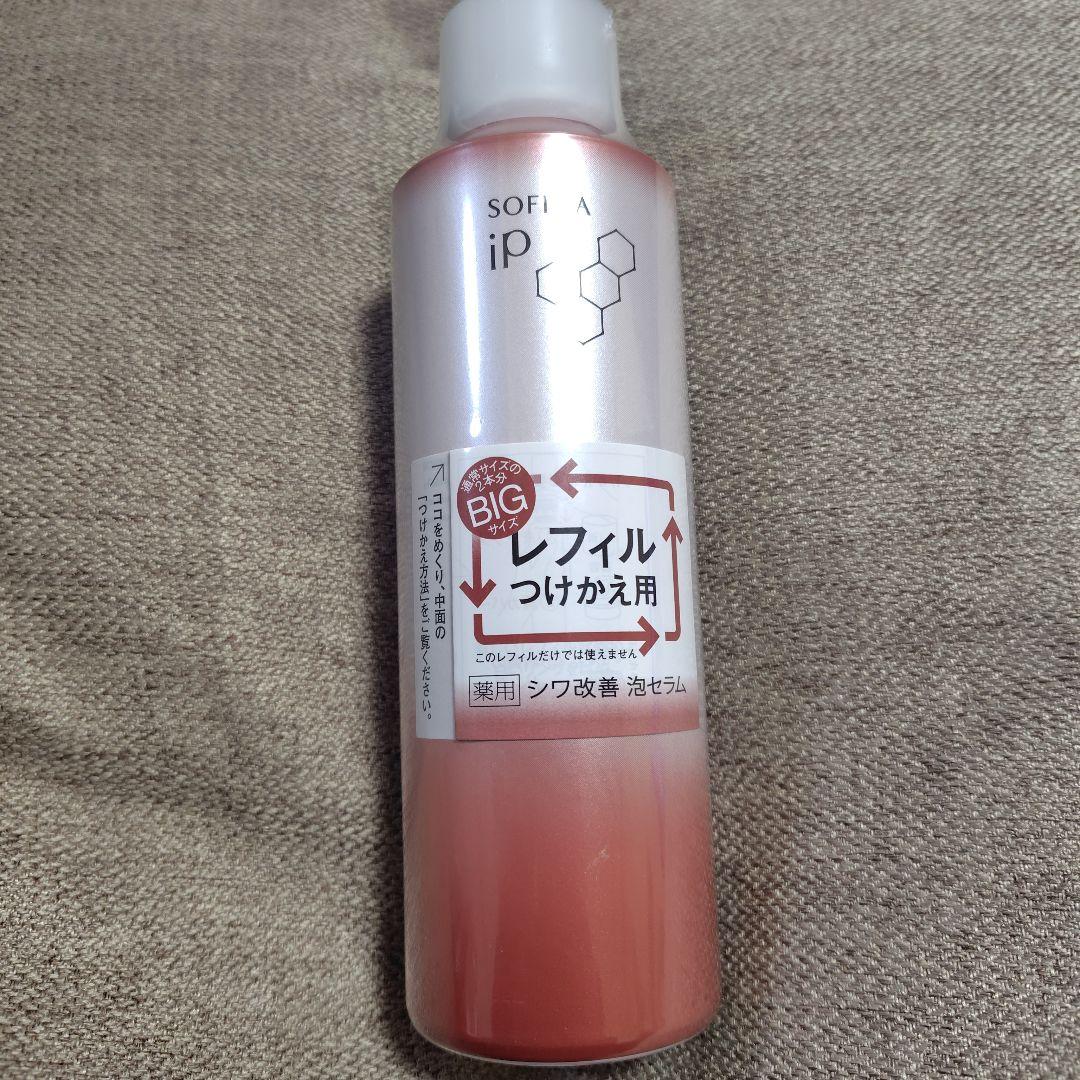 SOFINA
ip
通常サイズの
2本分
BIG
サイズ
レフィル
つけかえ用
このレフィルだけでは使えません
薬用 シワ改善 泡セラム
ココをめくり、中面の
「つけかえ方法」をご覧ください。